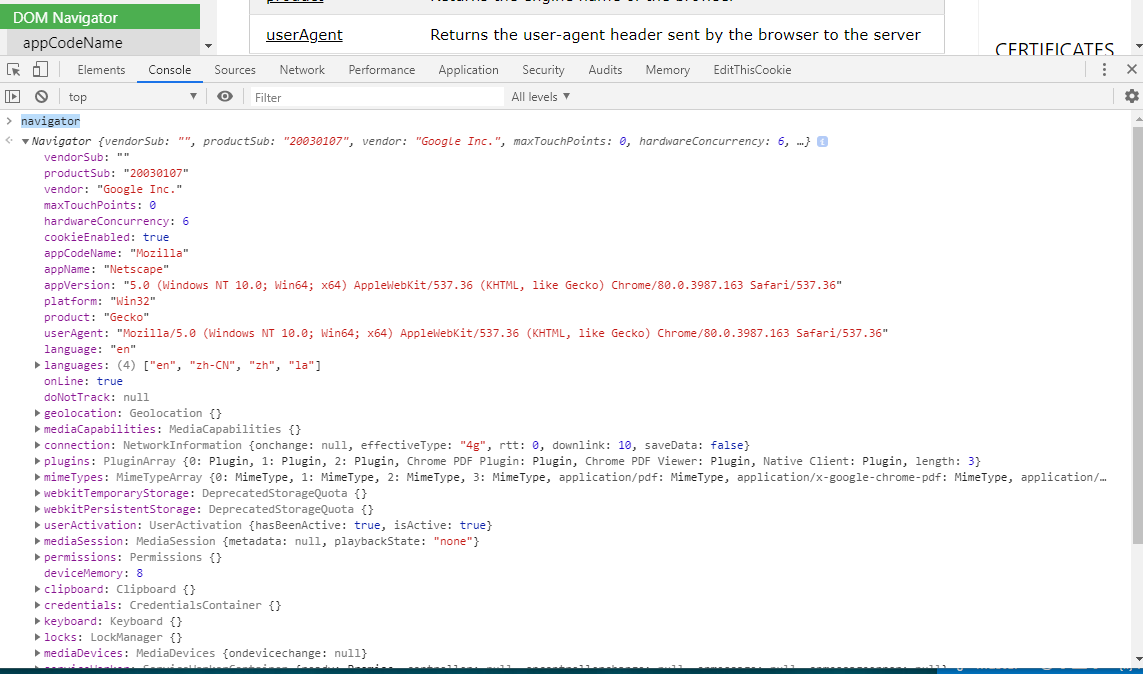 product Returns the engine name of the browser
DOM Navigator
appCodeName
userAgent Returns the user-agent header sent by the browser to the server
CERTIFICATES
Elements Console Sources Network Performance Application Security Audits Memory EditThisCookie
top Filter All levels ▼
> navigator
Navigator {vendorSub: "", productSub: "20030107", vendor: "Google Inc.", maxTouchPoints: 0, hardwareConcurrency: 6, …} i
vendorSub: ""
productSub: "20030107"
vendor: "Google Inc."
maxTouchPoints: 0
hardwareConcurrency: 6
cookieEnabled: true
appCodeName: "Mozilla"
appName: "Netscape"
appVersion: "5.0 (Windows NT 10.0; Win64; x64) AppleWebKit/537.36 (KHTML, like Gecko) Chrome/80.0.3987.163 Safari/537.36"
platform: "Win32"
product: "Gecko"
userAgent: "Mozilla/5.0 (Windows NT 10.0; Win64; x64) AppleWebKit/537.36 (KHTML, like Gecko) Chrome/80.0.3987.163 Safari/537.36"
language: "en"
languages: (4) ["en", "zh-CN", "zh", "la"]
onLine: true
doNotTrack: null
geolocation: Geolocation {}
mediaCapabilities: MediaCapabilities {}
connection: NetworkInformation {onchange: null, effectiveType: "4g", rtt: 0, downlink: 10, saveData: false}
plugins: PluginArray {0: Plugin, 1: Plugin, 2: Plugin, Chrome PDF Plugin: Plugin, Chrome PDF Viewer: Plugin, Native Client: Plugin, length: 3}
mimeTypes: MimeTypeArray {0: MimeType, 1: MimeType, 2: MimeType, 3: MimeType, application/pdf: MimeType, application/x-google-chrome-pdf: MimeType, application/…
webkitTemporaryStorage: DeprecatedStorageQuota {}
webkitPersistentStorage: DeprecatedStorageQuota {}
userActivation: UserActivation {hasBeenActive: true, isActive: true}
mediaSession: MediaSession {metadata: null, playbackState: "none"}
permissions: Permissions {}
deviceMemory: 8
clipboard: Clipboard {}
credentials: CredentialsContainer {}
keyboard: Keyboard {}
locks: LockManager {}
mediaDevices: MediaDevices {ondevicechange: null}